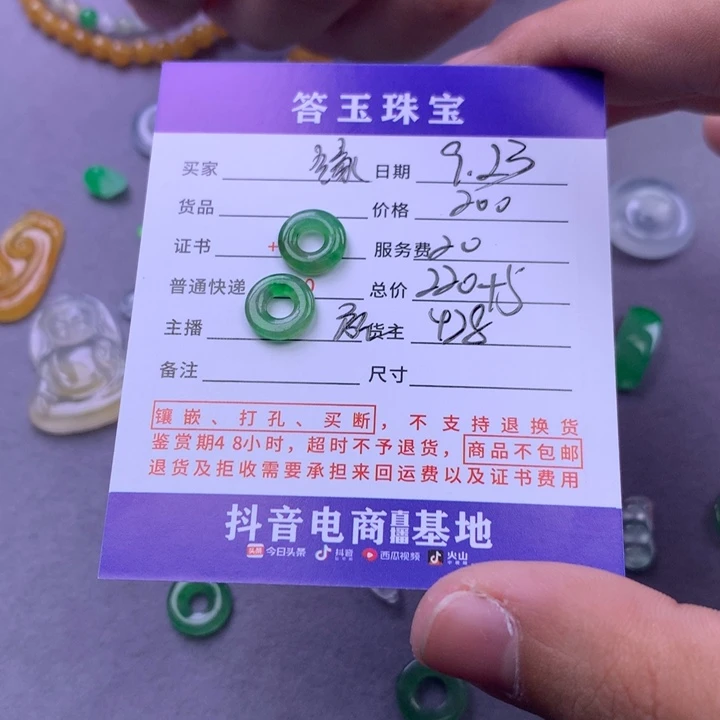 答玉珠宝
买家 日期 9.23
货品 价格 200
证书 + 服务费 20
普通快递 0 总价 220+5
主播 货主 428
备注 尺寸
镶嵌、打孔、买断，不支持退换货
鉴赏期48小时，超时不予退货，商品不包邮
退货及拒收需要承担来回运费以及证书费用
抖音电商直播基地
头条 今日头条 抖音 西瓜视频 火山